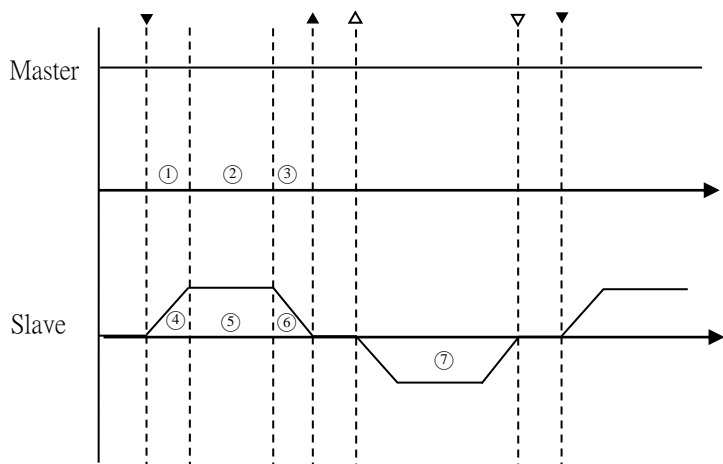 Master
① ② ③
Slave
④ ⑤ ⑥
⑦